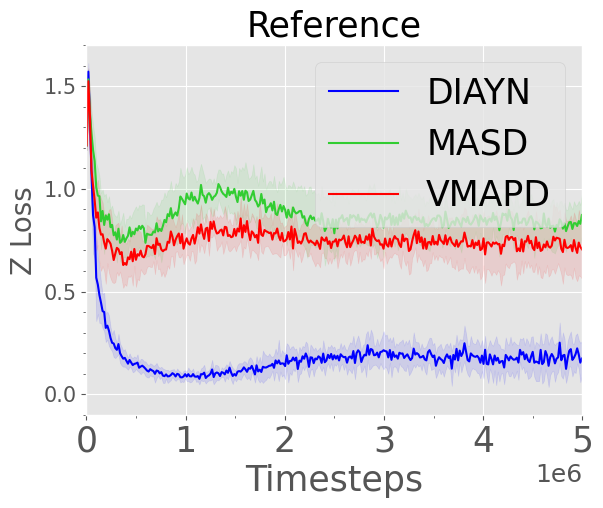 Reference
DIAYN
MASD
VMAPD
Z Loss
1.5
1.0
0.5
0.0
0 1 2 3 4 5
Timesteps
1e6